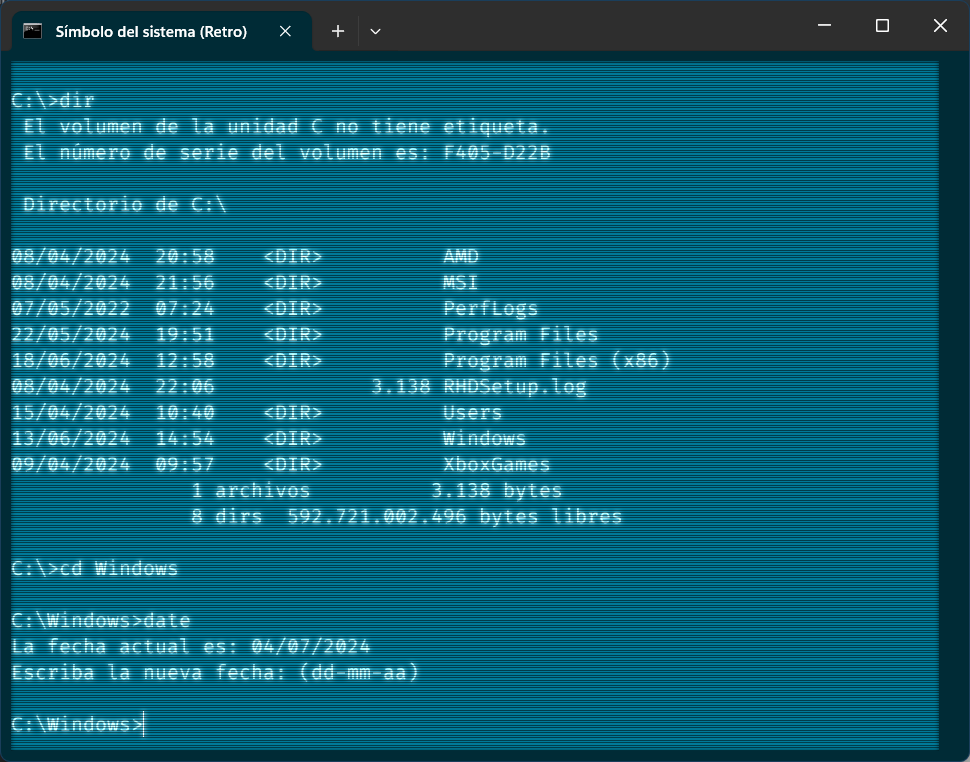 Símbolo del sistema (Retro)
C:\>dir
El volumen de la unidad C no tiene etiqueta.
El número de serie del volumen es: F405-D22B
Directorio de C:\
08/04/2024  20:58    <DIR>          AMD
08/04/2024  21:56    <DIR>          MSI
07/05/2022  07:24    <DIR>          PerfLogs
22/05/2024  19:51    <DIR>          Program Files
18/06/2024  12:58    <DIR>          Program Files (x86)
08/04/2024  22:06             3.138 RHDSetup.log
15/04/2024  10:40    <DIR>          Users
13/06/2024  14:54    <DIR>          Windows
09/04/2024  09:57    <DIR>          XboxGames
1 archivos          3.138 bytes
8 dirs  592.721.002.496 bytes libres
C:\>cd Windows
C:\Windows>date
La fecha actual es: 04/07/2024
Escriba la nueva fecha: (dd-mm-aa)
C:\Windows>